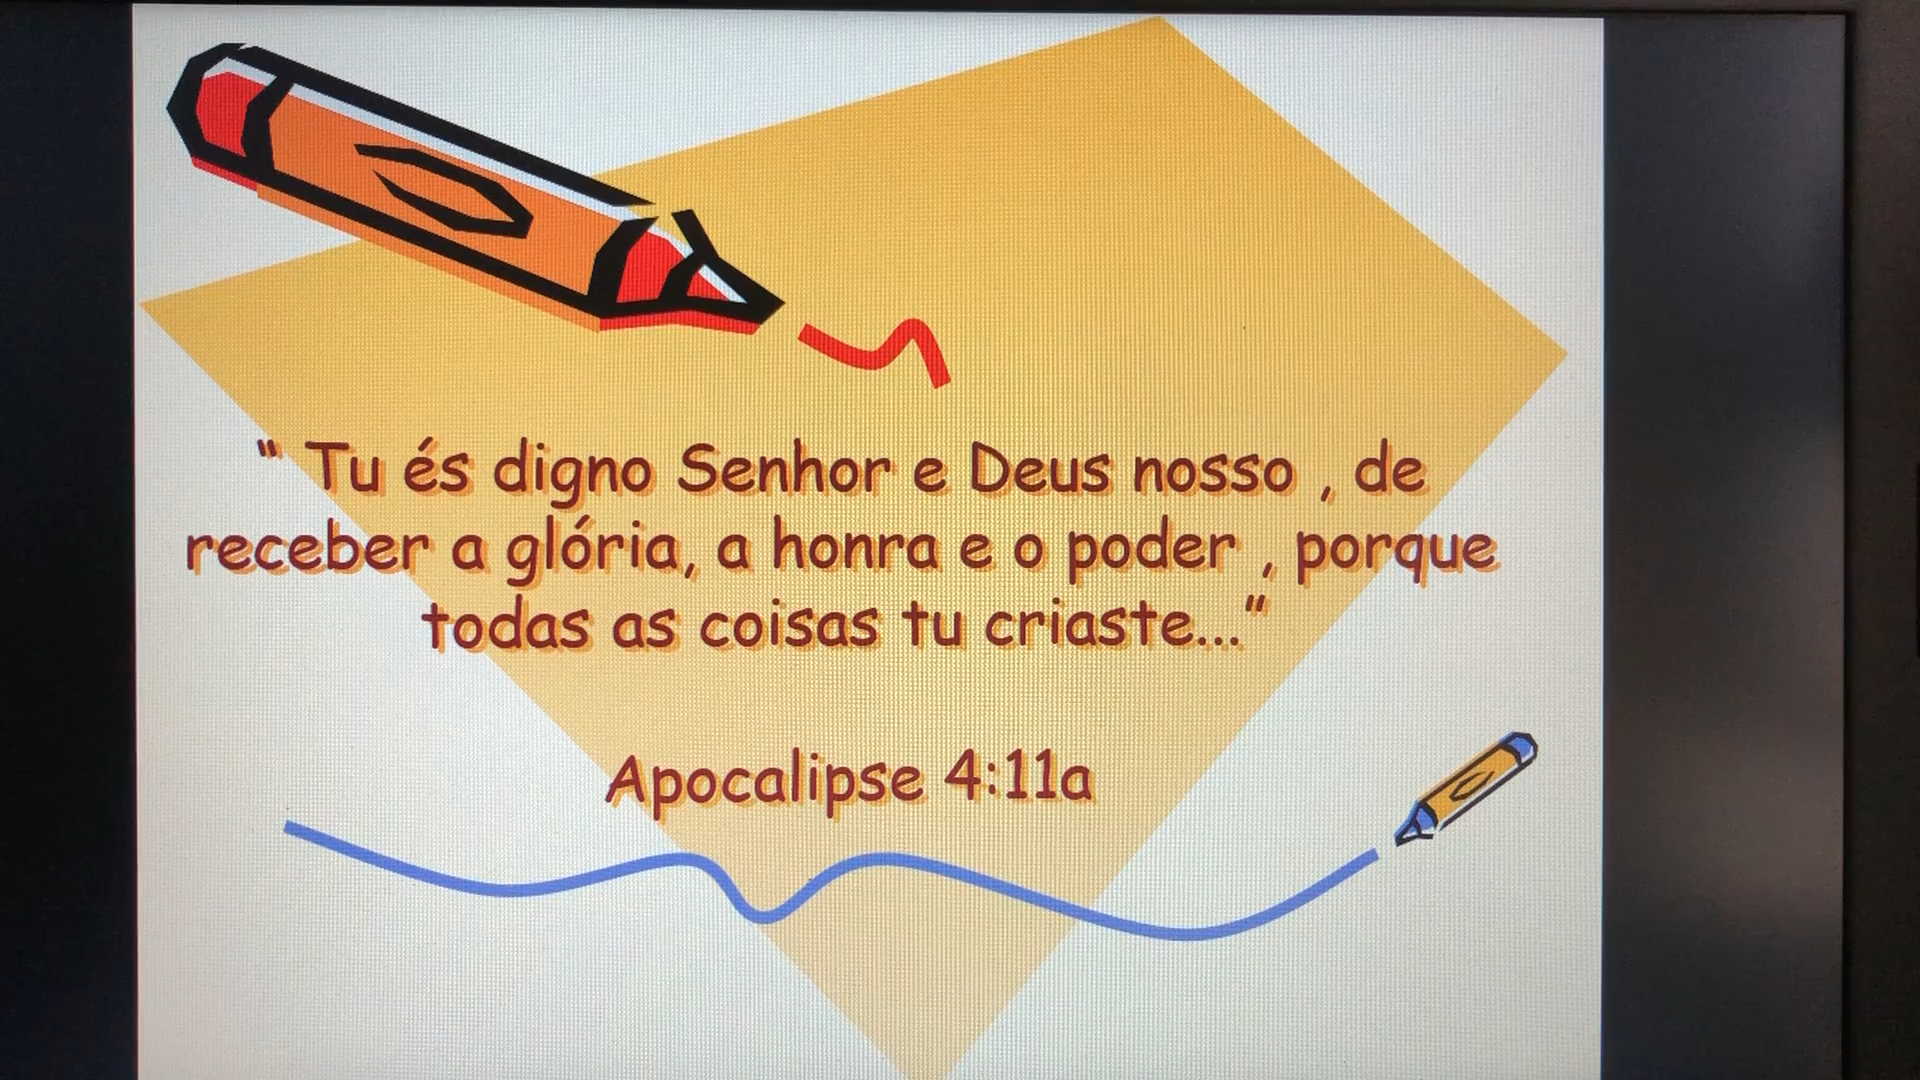 “ Tu és digno Senhor e Deus nosso , de
receber a glória, a honra e o poder , porque
todas as coisas tu criaste...”
Apocalipse 4:11a